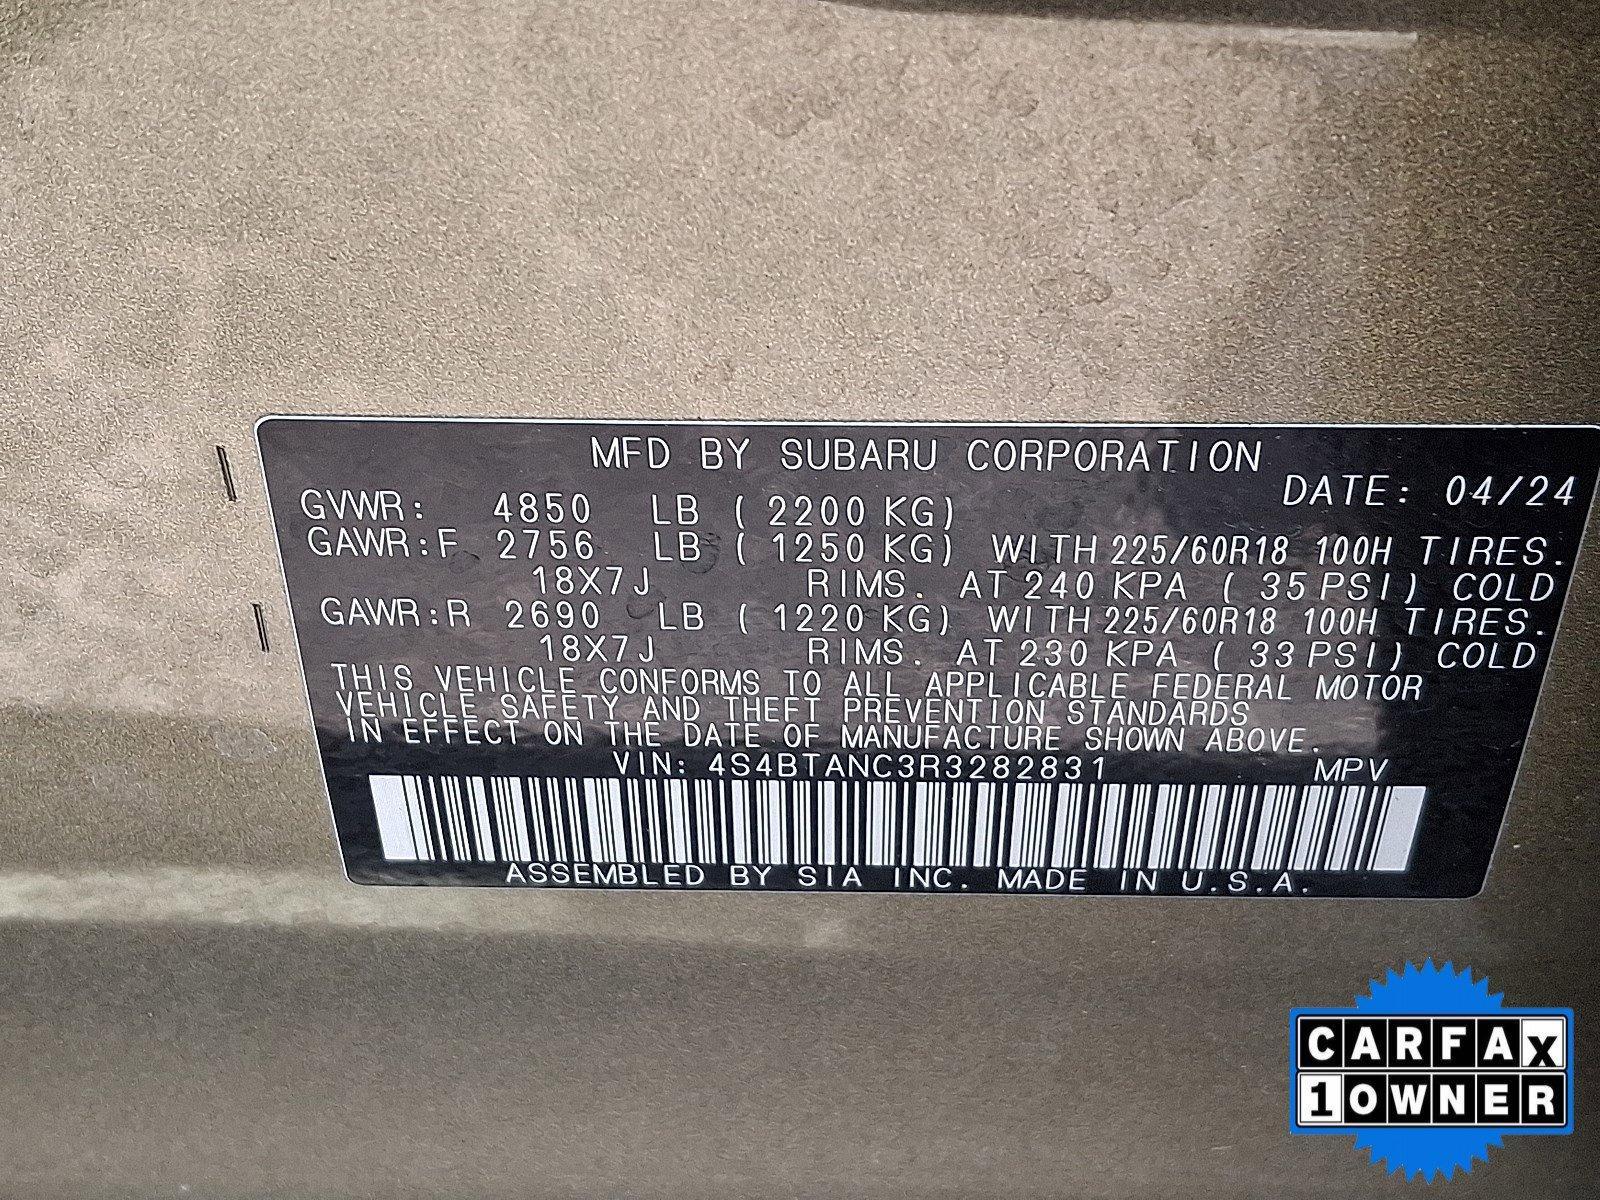 MFD BY SUBARU CORPORATION
DATE: 04/24
GVWR: 4850 LB ( 2200 KG)
GAWR:F 2756 LB ( 1250 KG) WITH 225/60R18 100H TIRES.
18X7J RIMS. AT 240 KPA ( 35 PSI) COLD
GAWR:R 2690 LB ( 1220 KG) WITH 225/60R18 100H TIRES.
18X7J RIMS. AT 230 KPA ( 33 PSI) COLD
THIS VEHICLE CONFORMS TO ALL APPLICABLE FEDERAL MOTOR
VEHICLE SAFETY AND THEFT PREVENTION STANDARDS
IN EFFECT ON THE DATE OF MANUFACTURE SHOWN ABOVE.
VIN: 4S4BTANC3R3282831 MPV
ASSEMBLED BY SIA INC. MADE IN U.S.A.
CARFAX
1 OWNER